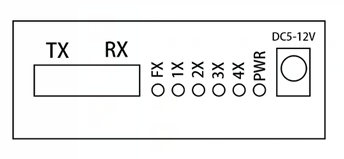 TX RX
FX
1X
2X
3X
4X
PWR
DC5-12V